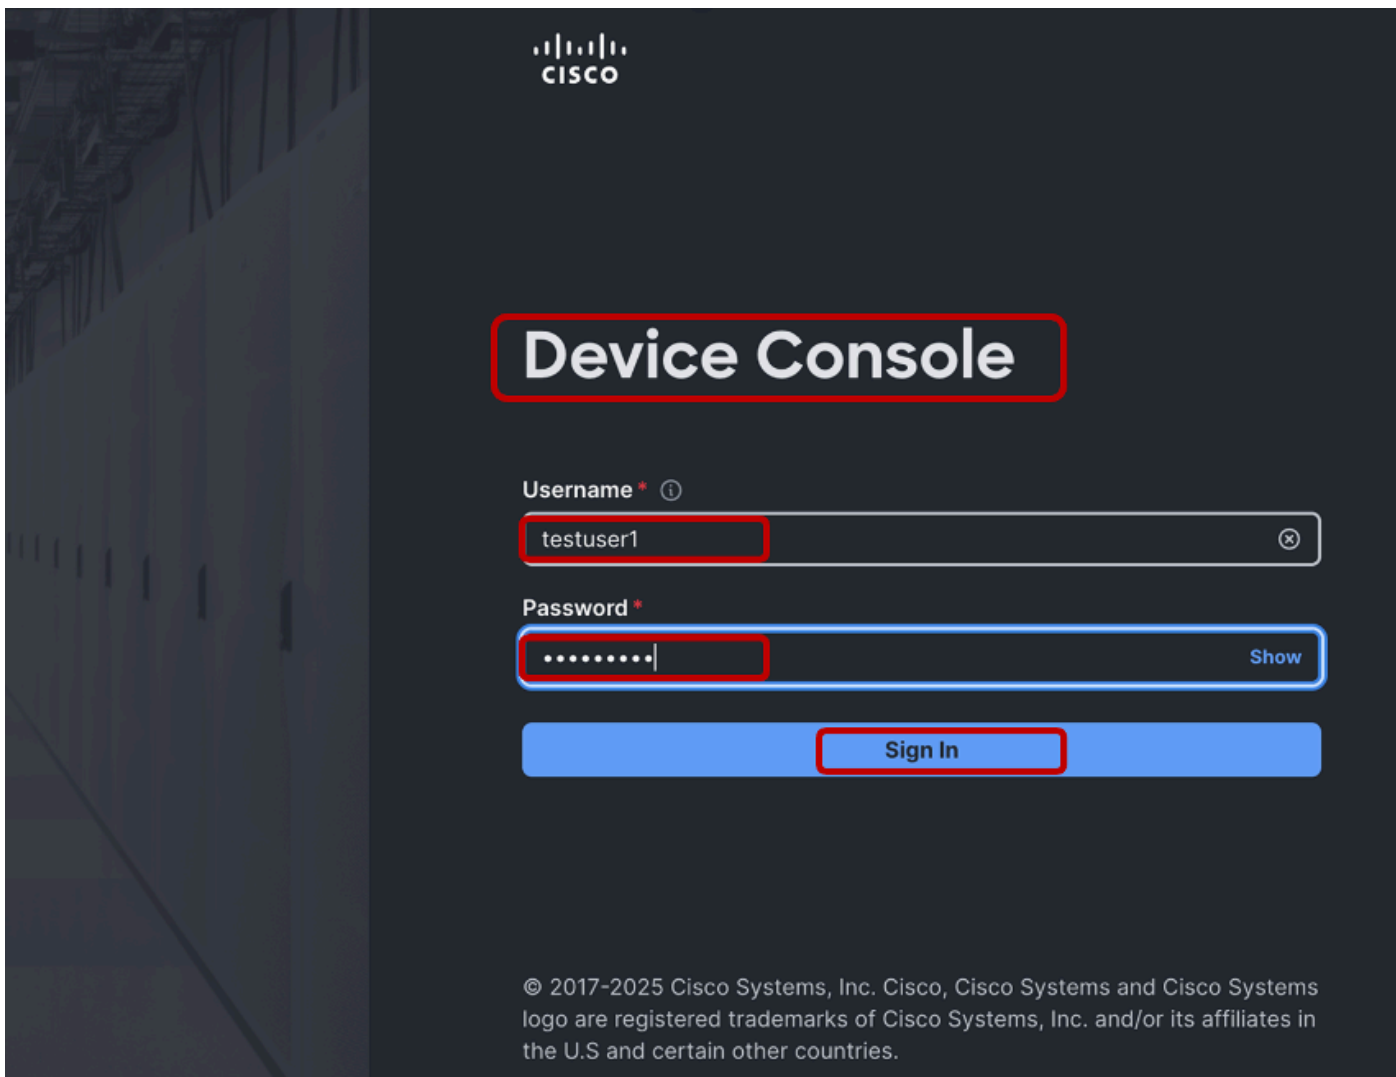 CISCO
Device Console
Username *
testuser1
Password *
•••••••••
Show
Sign In
© 2017-2025 Cisco Systems, Inc. Cisco, Cisco Systems and Cisco Systems
logo are registered trademarks of Cisco Systems, Inc. and/or its affiliates in
the U.S and certain other countries.